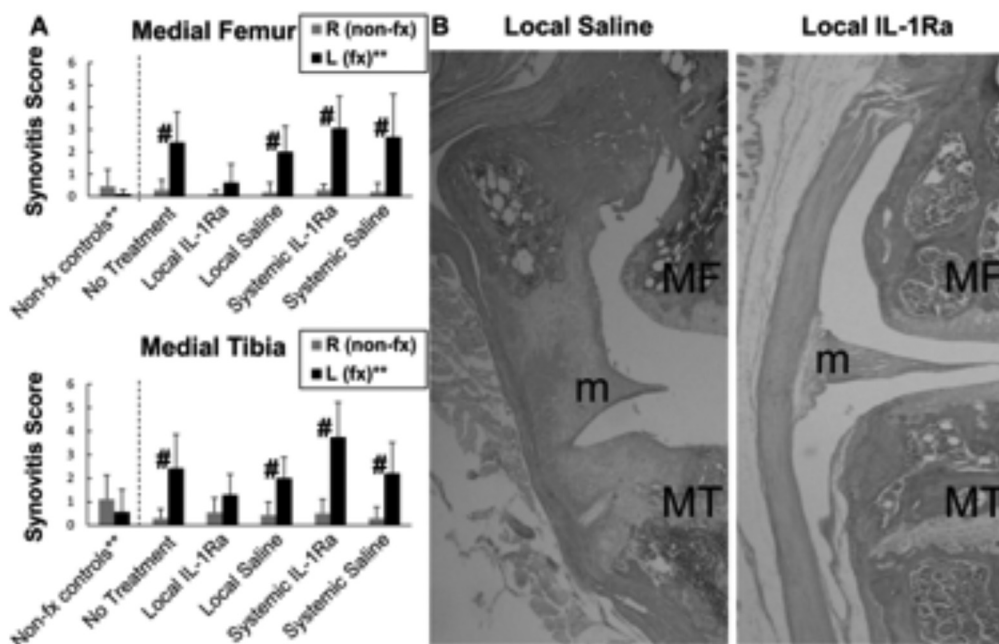 A
Medial Femur
R (non-fx)
L (fx)**
Synovitis Score
6
5
4
3
2
1
0
#
#
#
#
Non-fx controls**
No Treatment
Local IL-1Ra
Local Saline
Systemic IL-1Ra
Systemic Saline
Medial Tibia
R (non-fx)
L (fx)**
Synovitis Score
6
5
4
3
2
1
0
#
#
#
#
Non-fx controls**
No Treatment
Local IL-1Ra
Local Saline
Systemic IL-1Ra
Systemic Saline
B
Local Saline
Local IL-1Ra
MF
m
MT
MF
m
MT